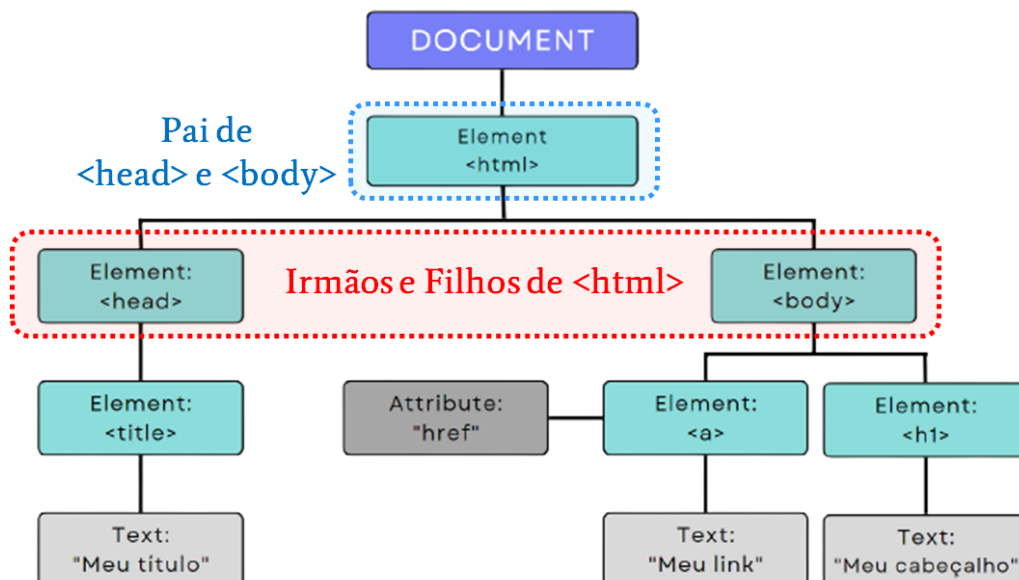 DOCUMENT
Pai de
<head> e <body>
Element
<html>
Element:
<head>
Irmãos e Filhos de <html>
Element:
<body>
Element:
<title>
Attribute:
"href"
Element:
<a>
Element:
<h1>
Text:
"Meu título"
Text:
"Meu link"
Text:
"Meu cabeçalho"